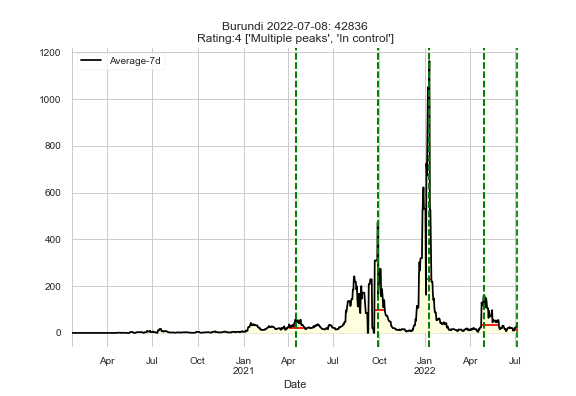 Burundi 2022-07-08: 42836
Rating:4 ['Multiple peaks', 'In control']
1200
Average-7d
1000
800
600
400
200
0
Apr Jul Oct Jan Apr Jul Oct Jan Apr Jul
2021 2022
Date